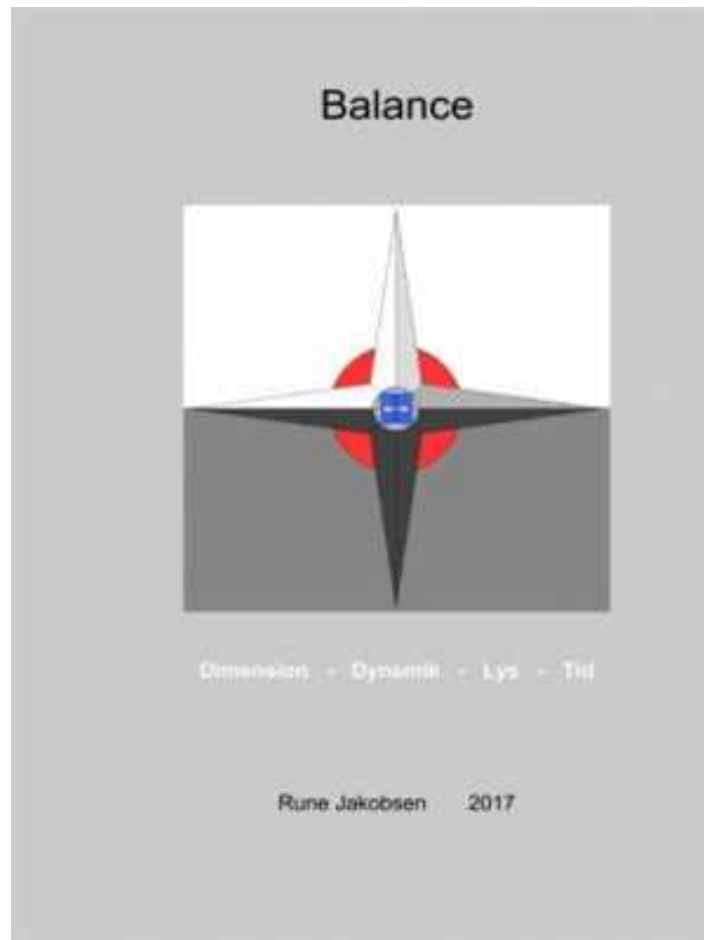 Balance
Dimension - Dynamik - Lys - Tid
Rune Jakobsen 2017